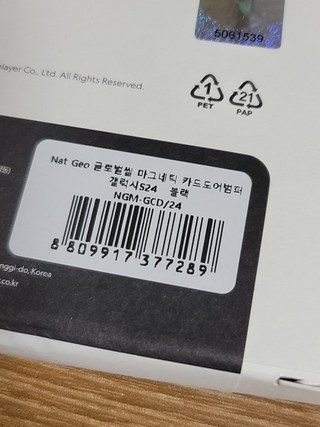 5061539
player Co., Ltd. All Rights Reserved.
1
PET
21
PAP
Nat Geo 글로벌씰 마그네틱 카드도어범퍼
갤럭시S24 블랙
NGM-GCD/24
8 809917 377289
nggi-do, Korea
co.kr